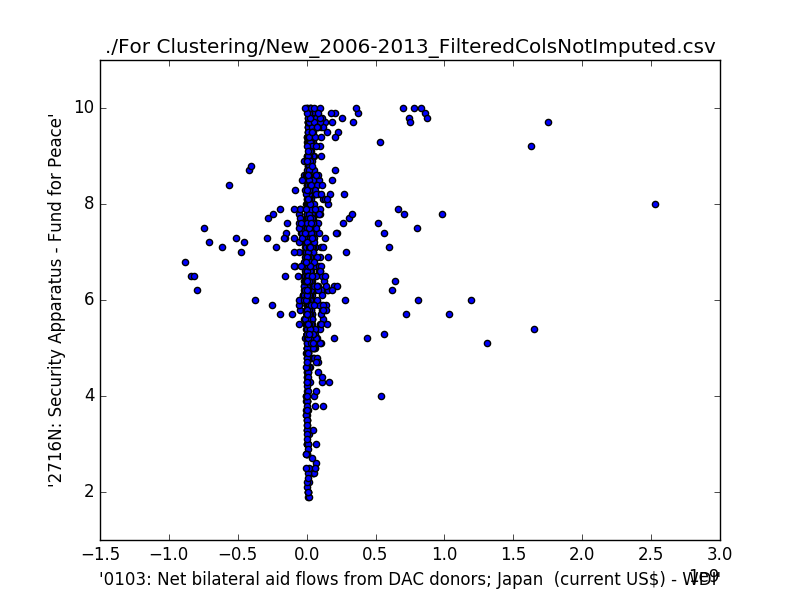 ./For Clustering/New_2006-2013_FilteredColsNotImputed.csv
'2716N: Security Apparatus - Fund for Peace'
10
8
6
4
2
−1.5 −1.0 −0.5 0.0 0.5 1.0 1.5 2.0 2.5 3.0
1e9
'0103: Net bilateral aid flows from DAC donors; Japan (current US$) - WDI'